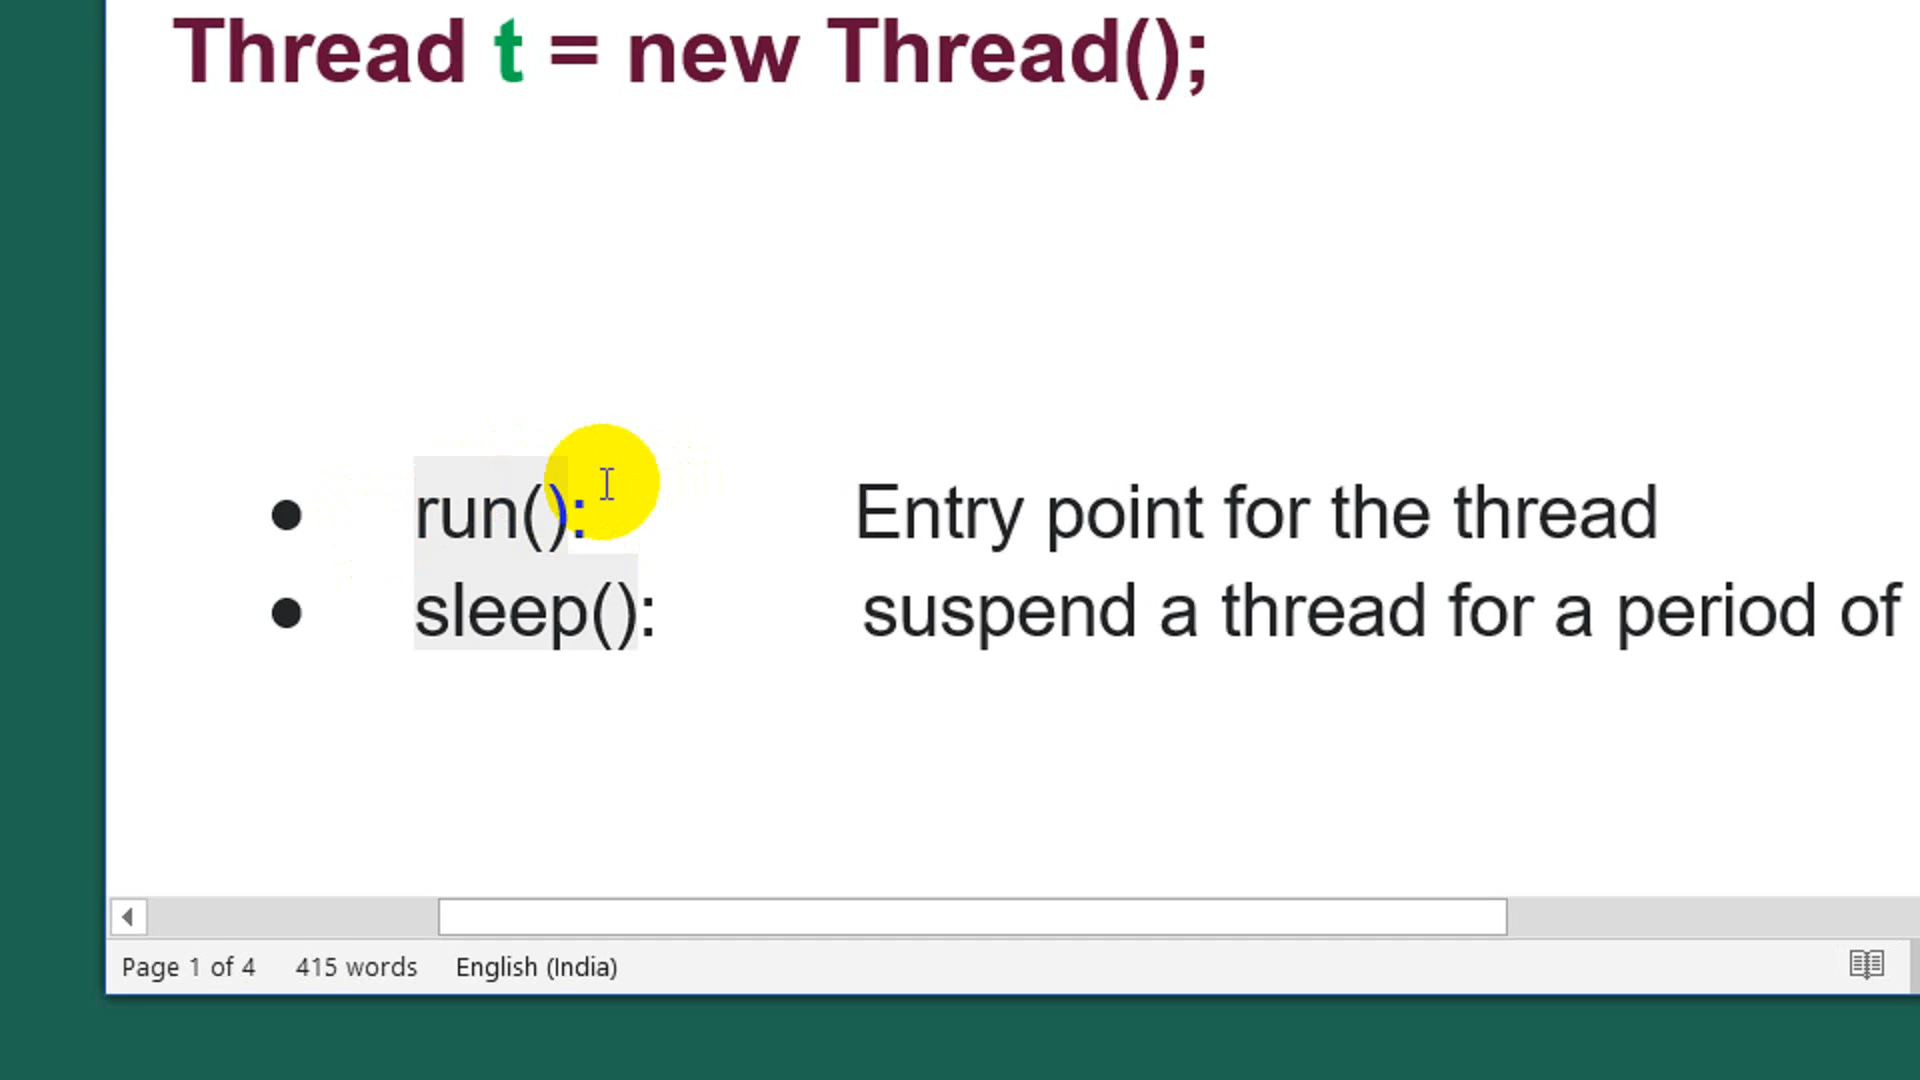 Thread t = new Thread();
● run(): Entry point for the thread
● sleep(): suspend a thread for a period of
Page 1 of 4 415 words English (India)